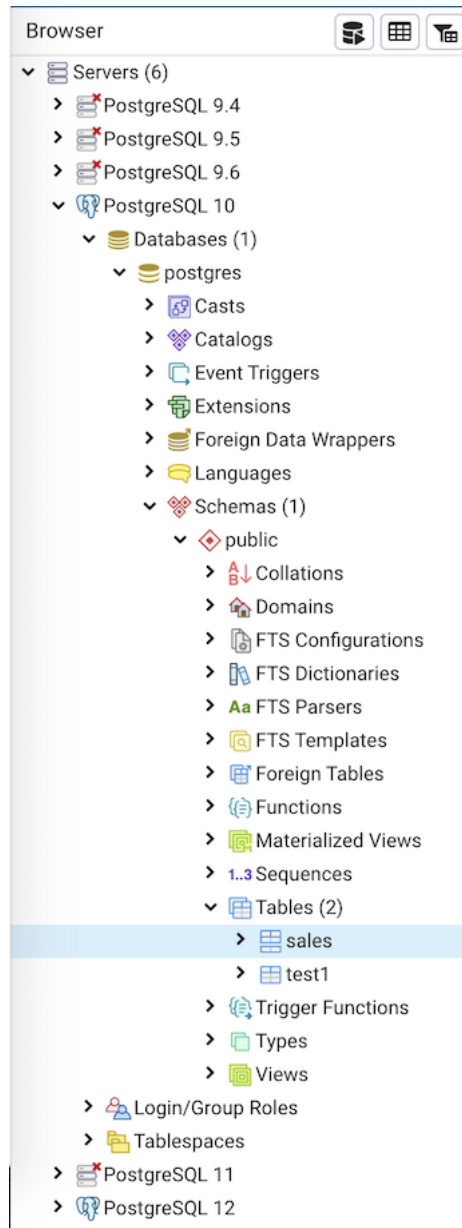 Browser
Servers (6)
PostgreSQL 9.4
PostgreSQL 9.5
PostgreSQL 9.6
PostgreSQL 10
Databases (1)
postgres
Casts
Catalogs
Event Triggers
Extensions
Foreign Data Wrappers
Languages
Schemas (1)
public
A B Collations
Domains
FTS Configurations
FTS Dictionaries
Aa FTS Parsers
FTS Templates
Foreign Tables
Functions
Materialized Views
1..3 Sequences
Tables (2)
sales
test1
Trigger Functions
Types
Views
Login/Group Roles
Tablespaces
PostgreSQL 11
PostgreSQL 12